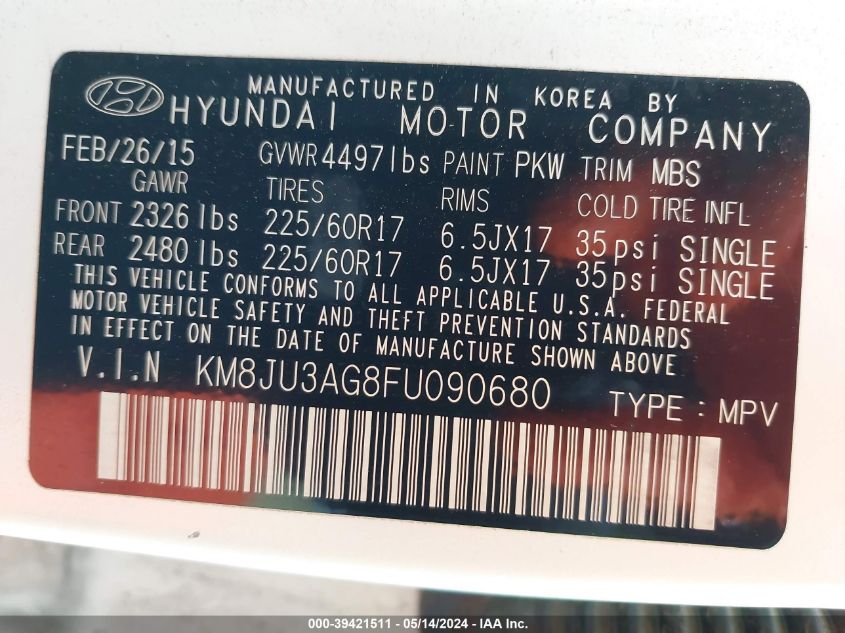 MANUFACTURED IN KOREA BY
HYUNDAI MOTOR COMPANY
FEB/26/15 GVWR 4497lbs PAINT PKW TRIM MBS
GAWR TIRES RIMS COLD TIRE INFL
FRONT 2326 lbs 225/60R17 6.5JX17 35psi SINGLE
REAR 2480 lbs 225/60R17 6.5JX17 35psi SINGLE
THIS VEHICLE CONFORMS TO ALL APPLICABLE U.S.A. FEDERAL
MOTOR VEHICLE SAFETY AND THEFT PREVENTION STANDARDS
IN EFFECT ON THE DATE OF MANUFACTURE SHOWN ABOVE
V.I.N KM8JU3AG8FU090680 TYPE : MPV
000-39421511 - 05/14/2024 - IAA Inc.